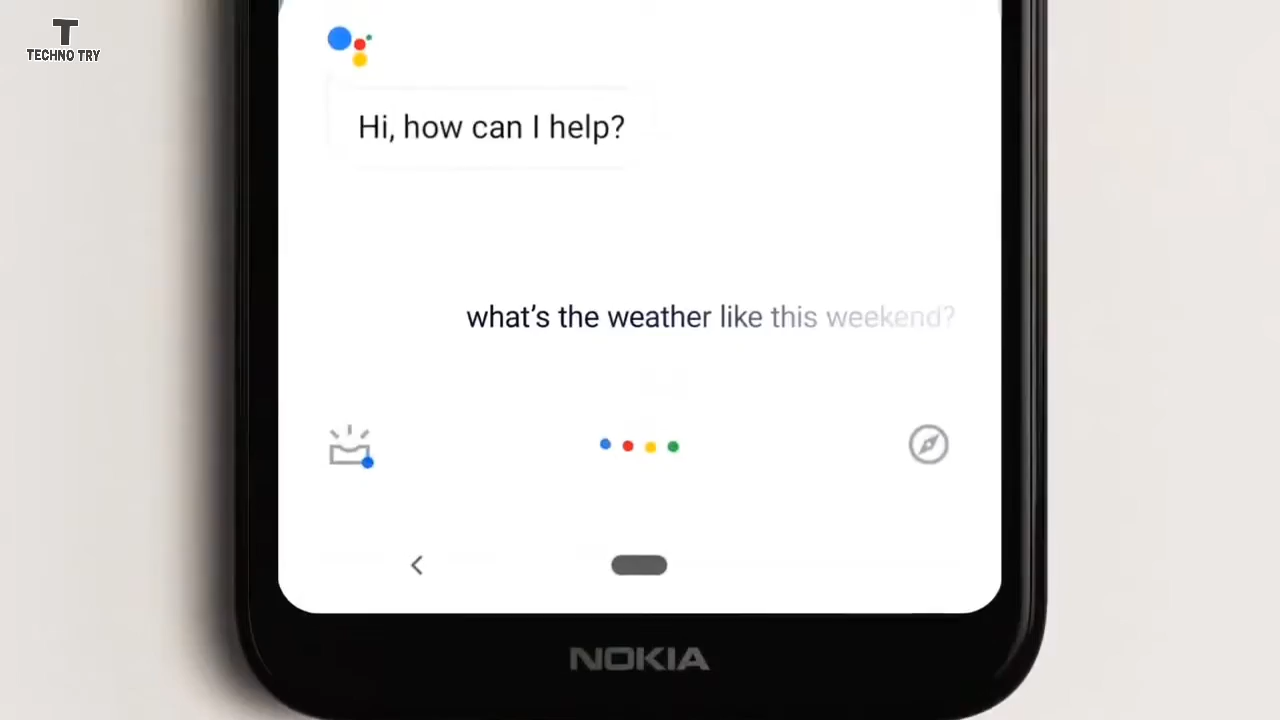 T
TECHNO TRY
Hi, how can I help?
what's the weather like this weekend?
NOKIA